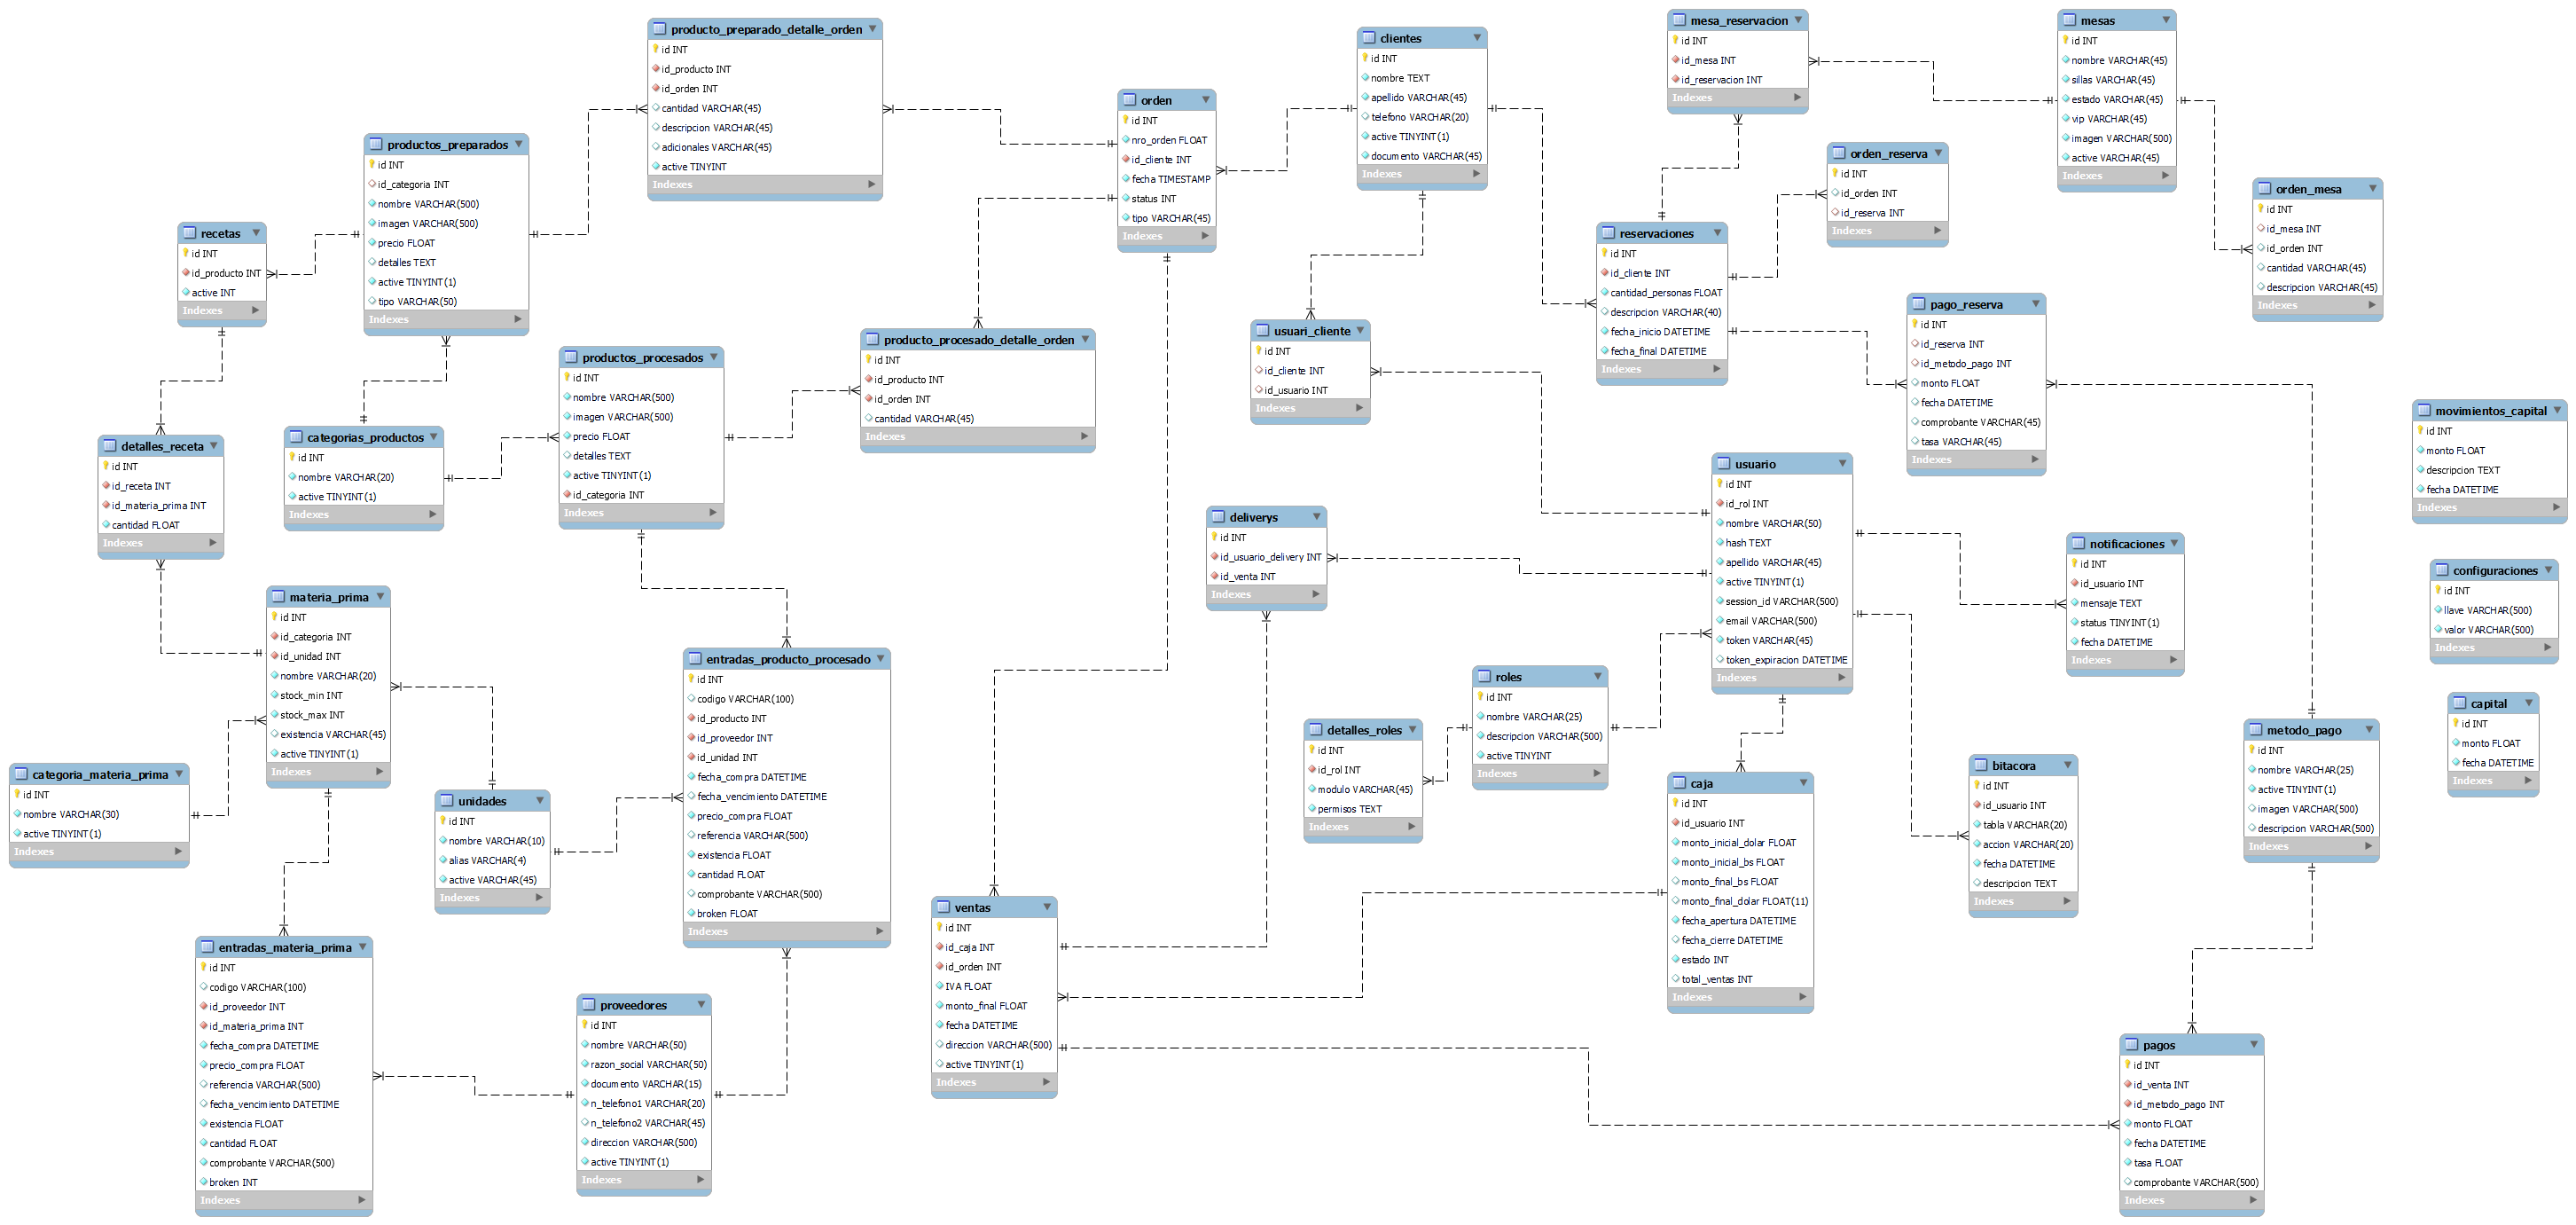 producto_preparado_detalle_orden
id INT
id_producto INT
id_orden INT
cantidad VARCHAR(45)
descripcion VARCHAR(45)
adicionales VARCHAR(45)
active TINYINT
Indexes
clientes
id INT
nombre TEXT
apellido VARCHAR(45)
telefono VARCHAR(20)
active TINYINT(1)
documento VARCHAR(45)
Indexes
mesa_reservacion
id INT
id_mesa INT
id_reservacion INT
Indexes
mesas
id INT
nombre VARCHAR(45)
sillas VARCHAR(45)
estado VARCHAR(45)
vip VARCHAR(45)
imagen VARCHAR(500)
active VARCHAR(45)
Indexes
orden
id INT
nro_orden FLOAT
id_cliente INT
fecha TIMESTAMP
status INT
tipo VARCHAR(45)
Indexes
productos_preparados
id INT
id_categoria INT
nombre VARCHAR(500)
imagen VARCHAR(500)
precio FLOAT
detalles TEXT
active TINYINT(1)
tipo VARCHAR(50)
Indexes
orden_reserva
id INT
id_orden INT
id_reserva INT
Indexes
orden_mesa
id INT
id_mesa INT
id_orden INT
cantidad VARCHAR(45)
descripcion VARCHAR(45)
Indexes
recetas
id INT
id_producto INT
active INT
Indexes
reservaciones
id INT
id_cliente INT
cantidad_personas FLOAT
descripcion VARCHAR(40)
fecha_inicio DATETIME
fecha_final DATETIME
Indexes
pago_reserva
id INT
id_reserva INT
id_metodo_pago INT
monto FLOAT
fecha DATETIME
comprobante VARCHAR(45)
tasa VARCHAR(45)
Indexes
usuari_cliente
id INT
id_cliente INT
id_usuario INT
Indexes
producto_procesado_detalle_orden
id INT
id_producto INT
id_orden INT
cantidad VARCHAR(45)
Indexes
productos_procesados
id INT
nombre VARCHAR(500)
imagen VARCHAR(500)
precio FLOAT
detalles TEXT
active TINYINT(1)
id_categoria INT
Indexes
movimientos_capital
id INT
monto FLOAT
descripcion TEXT
fecha DATETIME
Indexes
categorias_productos
id INT
nombre VARCHAR(20)
active TINYINT(1)
Indexes
detalles_receta
id INT
id_receta INT
id_materia_prima INT
cantidad FLOAT
Indexes
usuario
id INT
id_rol INT
nombre VARCHAR(50)
hash TEXT
apellido VARCHAR(45)
active TINYINT(1)
session_id VARCHAR(500)
email VARCHAR(500)
token VARCHAR(45)
token_expiracion DATETIME
Indexes
deliverys
id INT
id_usuario_delivery INT
id_venta INT
Indexes
notificaciones
id INT
id_usuario INT
mensaje TEXT
status TINYINT(1)
fecha DATETIME
Indexes
configuraciones
id INT
llave VARCHAR(500)
valor VARCHAR(500)
Indexes
materia_prima
id INT
id_categoria INT
id_unidad INT
nombre VARCHAR(20)
stock_min INT
stock_max INT
existencia VARCHAR(45)
active TINYINT(1)
Indexes
entradas_producto_procesado
id INT
codigo VARCHAR(100)
id_producto INT
id_proveedor INT
id_unidad INT
fecha_compra DATETIME
fecha_vencimiento DATETIME
precio_compra FLOAT
referencia VARCHAR(500)
existencia FLOAT
cantidad FLOAT
comprobante VARCHAR(500)
broken FLOAT
Indexes
roles
id INT
nombre VARCHAR(25)
descripcion VARCHAR(500)
active TINYINT
Indexes
capital
id INT
monto FLOAT
fecha DATETIME
Indexes
detalles_roles
id INT
id_rol INT
modulo VARCHAR(45)
permisos TEXT
Indexes
metodo_pago
id INT
nombre VARCHAR(25)
active TINYINT(1)
imagen VARCHAR(500)
descripcion VARCHAR(500)
Indexes
bitacora
id INT
id_usuario INT
tabla VARCHAR(20)
accion VARCHAR(20)
fecha DATETIME
descripcion TEXT
Indexes
categoria_materia_prima
id INT
nombre VARCHAR(30)
active TINYINT(1)
Indexes
caja
id INT
id_usuario INT
monto_inicial_dolar FLOAT
monto_inicial_bs FLOAT
monto_final_bs FLOAT
monto_final_dolar FLOAT(11)
fecha_apertura DATETIME
fecha_cierre DATETIME
estado INT
total_ventas INT
Indexes
unidades
id INT
nombre VARCHAR(10)
alias VARCHAR(4)
active VARCHAR(45)
Indexes
ventas
id INT
id_caja INT
id_orden INT
IVA FLOAT
monto_final FLOAT
fecha DATETIME
direccion VARCHAR(500)
active TINYINT(1)
Indexes
entradas_materia_prima
id INT
codigo VARCHAR(100)
id_proveedor INT
id_materia_prima INT
fecha_compra DATETIME
precio_compra FLOAT
referencia VARCHAR(500)
fecha_vencimiento DATETIME
existencia FLOAT
cantidad FLOAT
comprobante VARCHAR(500)
broken INT
Indexes
proveedores
id INT
nombre VARCHAR(50)
razon_social VARCHAR(50)
documento VARCHAR(15)
n_telefono1 VARCHAR(20)
n_telefono2 VARCHAR(45)
direccion VARCHAR(500)
active TINYINT(1)
Indexes
pagos
id INT
id_venta INT
id_metodo_pago INT
monto FLOAT
fecha DATETIME
tasa FLOAT
comprobante VARCHAR(500)
Indexes